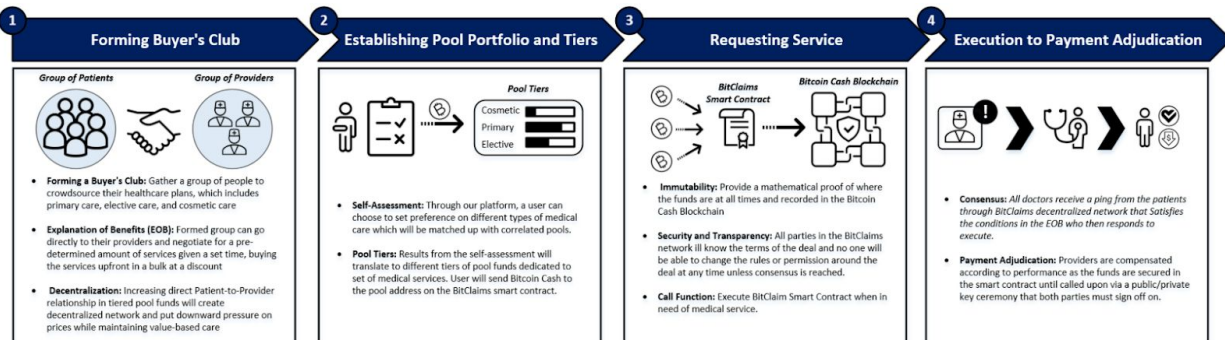 1
Forming Buyer's Club
Group of Patients
Group of Providers
• Forming a Buyer's Club: Gather a group of people to
crowdsource their healthcare plans, which includes
primary care, elective care, and cosmetic care
• Explanation of Benefits (EOB): Formed group can go
directly to their providers and negotiate for a pre-
determined amount of services given a set time, buying
the services upfront in a bulk at a discount
• Decentralization: Increasing direct Patient-to-Provider
relationship in tiered pool funds will create
decentralized network and put downward pressure on
prices while maintaining value-based care
2
Establishing Pool Portfolio and Tiers
Pool Tiers
Cosmetic
Primary
Elective
• Self-Assessment: Through our platform, a user can
choose to set preference on different types of medical
care which will be matched up with correlated pools.
• Pool Tiers: Results from the self-assessment will
translate to different tiers of pool funds dedicated to
set of medical services. User will send Bitcoin Cash to
the pool address on the BitClaims smart contract.
3
Requesting Service
BitClaims
Smart Contract
Bitcoin Cash Blockchain
• Immutability: Provide a mathematical proof of where
the funds are at all times and recorded in the Bitcoin
Cash Blockchain
• Security and Transparency: All parties in the BitClaims
network ill know the terms of the deal and no one will
be able to change the rules or permission around the
deal at any time unless consensus is reached.
• Call Function: Execute BitClaim Smart Contract when in
need of medical service.
4
Execution to Payment Adjudication
!
• Consensus: All doctors receive a ping from the patients
through BitClaims decentralized network that Satisfies
the conditions in the EOB who then responds to
execute.
• Payment Adjudication: Providers are compensated
according to performance as the funds are secured in
the smart contract until called upon via a public/private
key ceremony that both parties must sign off on.